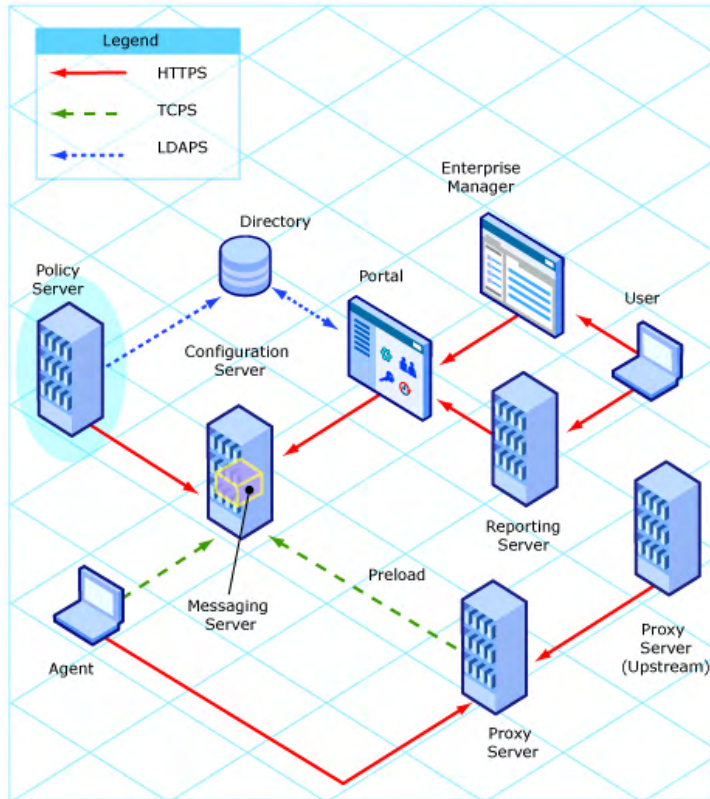 Legend
HTTPS
TCPS
LDAPS
Enterprise
Manager
Directory
Policy
Server
Portal
User
Configuration
Server
Reporting
Server
Preload
Messaging
Server
Proxy
Server
(Upstream)
Agent
Proxy
Server